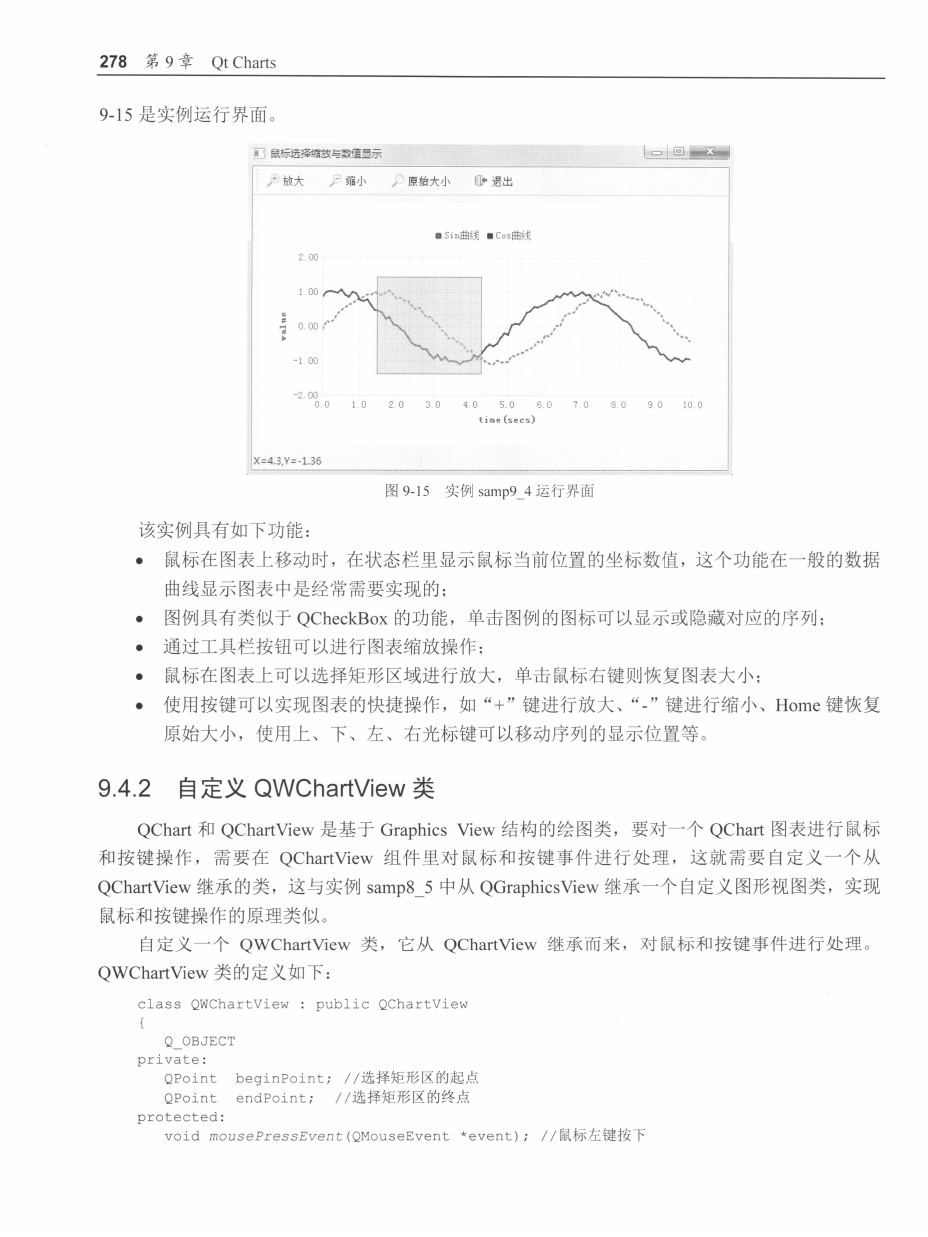 278 第9章 Qt Charts
9-15 是实例运行界面。
鼠标选择缩放与数值显示
放大 缩小 原始大小 退出
Sin曲线 Cos曲线
2.00
1.00
0.00
-1.00
-2.00
value
0.0 1.0 2.0 3.0 4.0 5.0 6.0 7.0 8.0 9.0 10.0
time(secs)
X=4.3,Y=-1.36
图 9-15 实例 samp9_4 运行界面
该实例具有如下功能：
● 鼠标在图表上移动时，在状态栏里显示鼠标当前位置的坐标数值，这个功能在一般的数据
曲线显示图表中是经常需要实现的；
● 图例具有类似于 QCheckBox 的功能，单击图例的图标可以显示或隐藏对应的序列；
● 通过工具栏按钮可以进行图表缩放操作；
● 鼠标在图表上可以选择矩形区域进行放大，单击鼠标右键则恢复图表大小；
● 使用按键可以实现图表的快捷操作，如“+”键进行放大、“-”键进行缩小、Home 键恢复
原始大小，使用上、下、左、右光标键可以移动序列的显示位置等。
9.4.2 自定义 QWChartView 类
QChart 和 QChartView 是基于 Graphics View 结构的绘图类，要对一个 QChart 图表进行鼠标
和按键操作，需要在 QChartView 组件里对鼠标和按键事件进行处理，这就需要自定义一个从
QChartView 继承的类，这与实例 samp8_5 中从 QGraphicsView 继承一个自定义图形视图类，实现
鼠标和按键操作的原理类似。
自定义一个 QWChartView 类，它从 QChartView 继承而来，对鼠标和按键事件进行处理。
QWChartView 类的定义如下：
class QWChartView : public QChartView
{
Q_OBJECT
private:
QPoint beginPoint; //选择矩形区的起点
QPoint endPoint; //选择矩形区的终点
protected:
void mousePressEvent(QMouseEvent *event); //鼠标左键按下